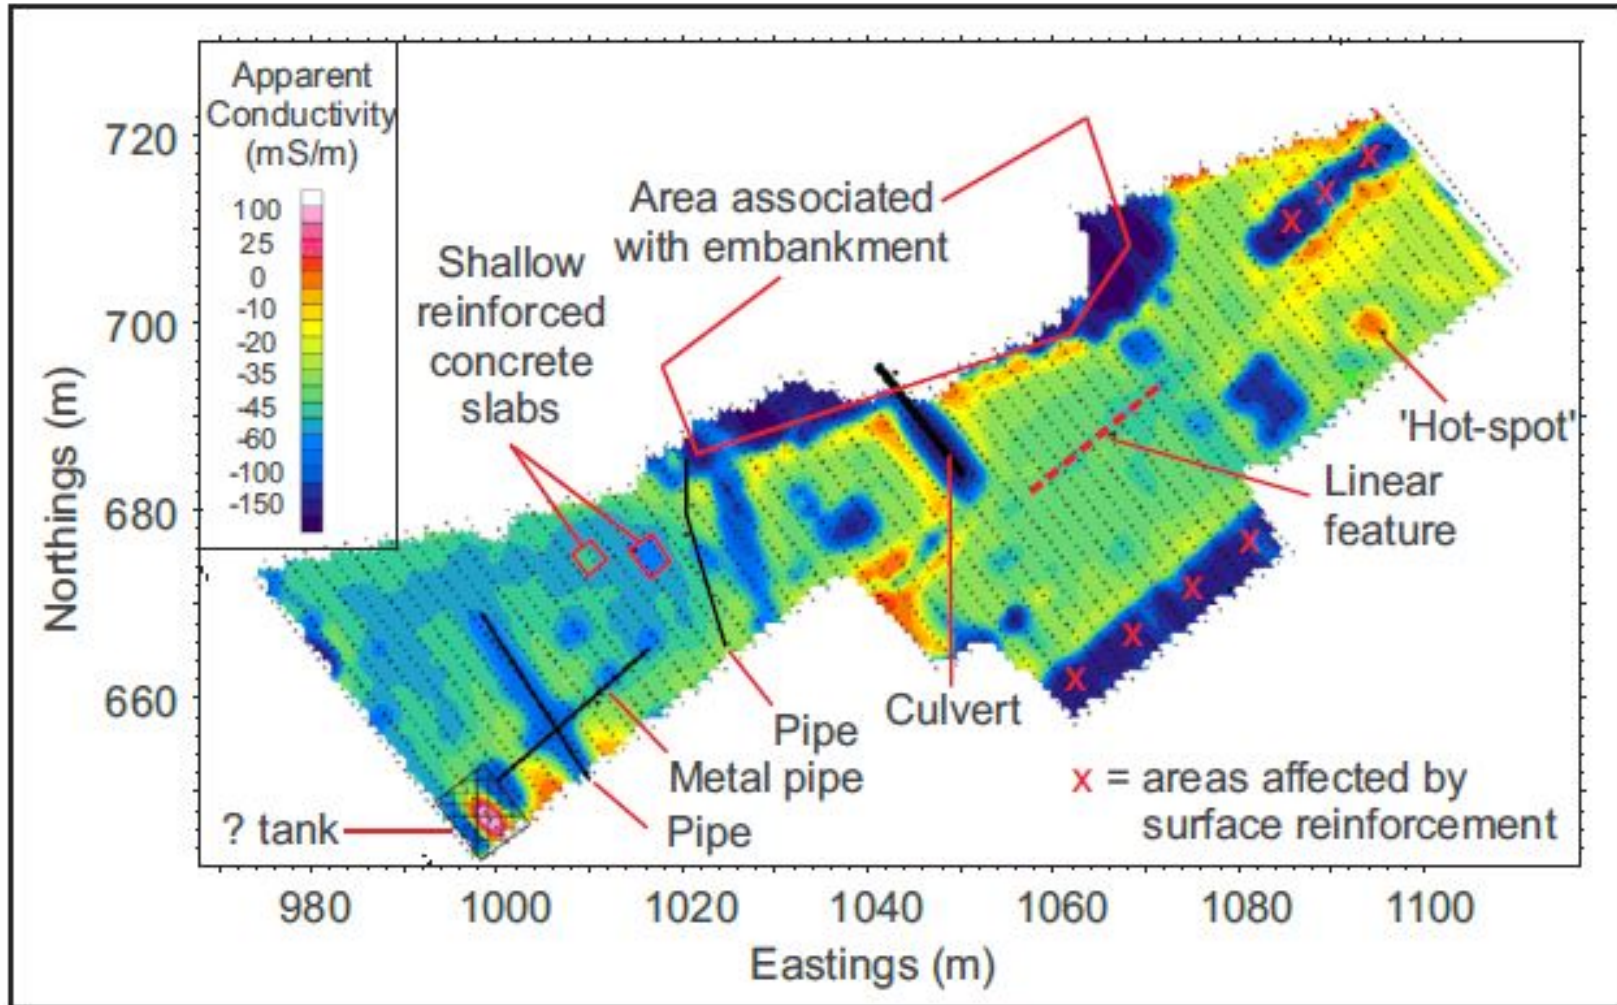 Apparent
Conductivity
(mS/m)
100
25
0
-10
-20
-35
-45
-60
-100
-150
720
700
680
660
Northings (m)
980
1000
1020
1040
1060
1080
1100
Eastings (m)
Area associated
with embankment
Shallow
reinforced
concrete
slabs
'Hot-spot'
Linear
feature
Culvert
Pipe
Metal pipe
Pipe
? tank
x = areas affected by
surface reinforcement
x
x
x
x
x
x
x